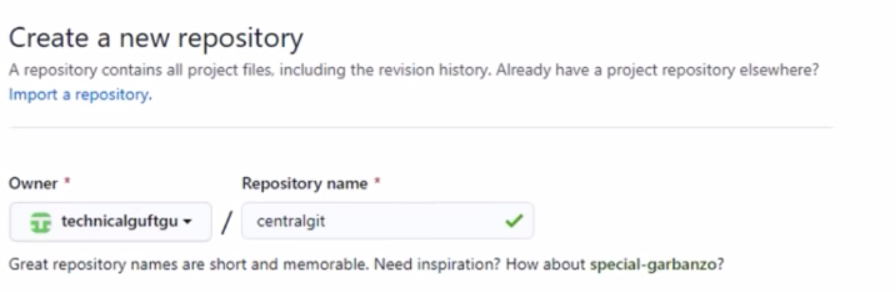 Create a new repository
A repository contains all project files, including the revision history. Already have a project repository elsewhere?
Import a repository.
Owner * Repository name *
technicalguftgu / centralgit
Great repository names are short and memorable. Need inspiration? How about special-garbanzo?